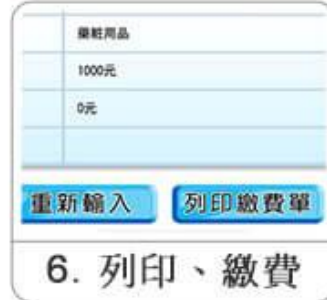 藥粧用品
1000元
0元
重新輸入 列印繳費單
6. 列印、繳費